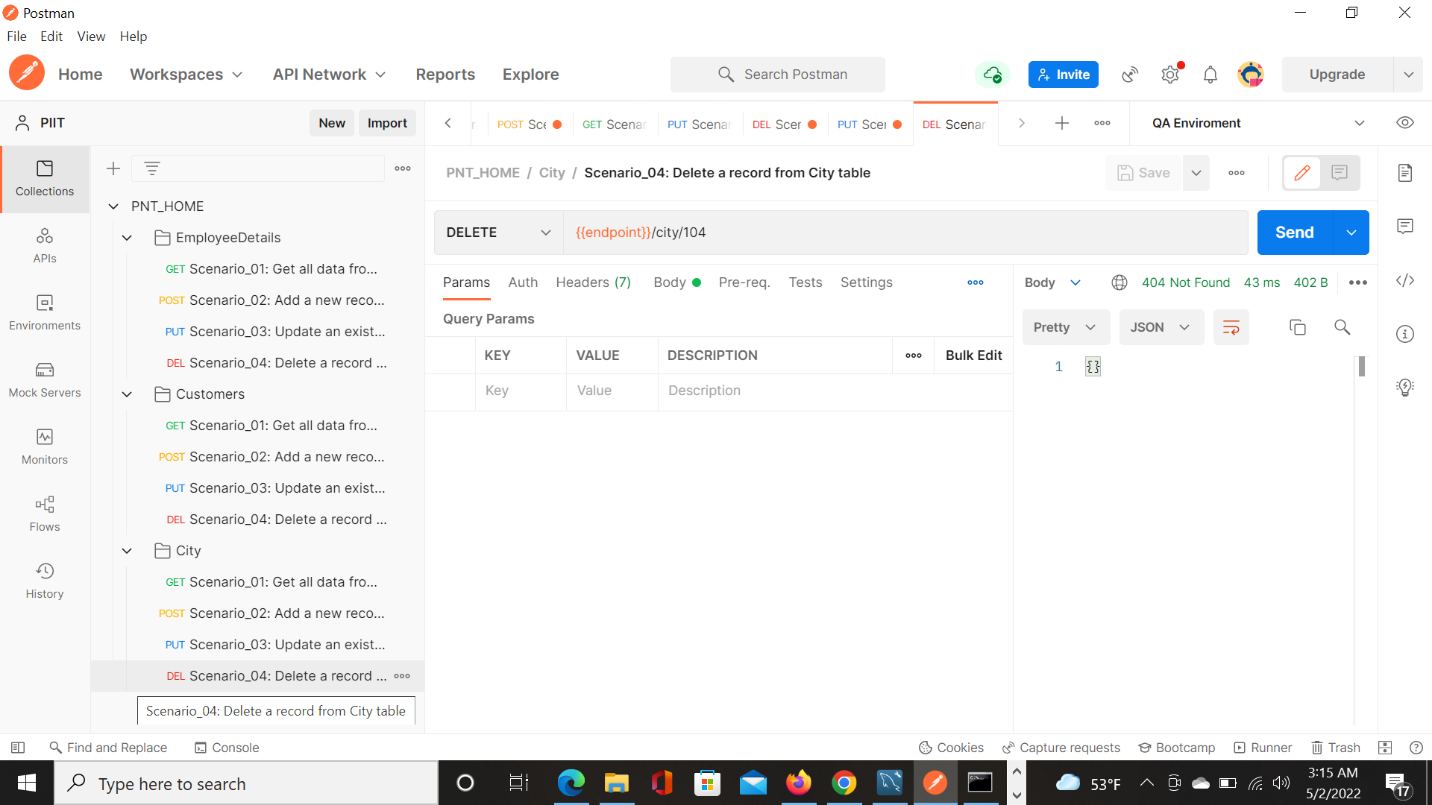 Postman
File Edit View Help
Home Workspaces API Network Reports Explore Search Postman Invite Upgrade
PIIT New Import
POST GET Scenar PUT Scenar DEL Scer PUT DEL Scenar QA Enviroment
Collections
APIs
Environments
Mock Servers
Monitors
Flows
History
PNT_HOME
EmployeeDetails
GET Scenario_01: Get all data fro...
POST Scenario_02: Add a new reco...
PUT Scenario_03: Update an exist...
DEL Scenario_04: Delete a record ...
Customers
GET Scenario_01: Get all data fro...
POST Scenario_02: Add a new reco...
PUT Scenario_03: Update an exist...
DEL Scenario_04: Delete a record ...
City
GET Scenario_01: Get all data fro...
POST Scenario_02: Add a new reco...
PUT Scenario_03: Update an exist...
DEL Scenario_04: Delete a record ...
Scenario_04: Delete a record from City table
PNT_HOME / City / Scenario_04: Delete a record from City table Save
DELETE {{endpoint}}/city/104 Send
Params Auth Headers (7) Body Pre-req. Tests Settings
Query Params
KEY VALUE DESCRIPTION Bulk Edit
Key Value Description
Body 404 Not Found 43 ms 402 B
Pretty JSON
1 {}
Find and Replace Console Cookies Capture requests Bootcamp Runner Trash
Type here to search 53°F 3:15 AM
5/2/2022 17